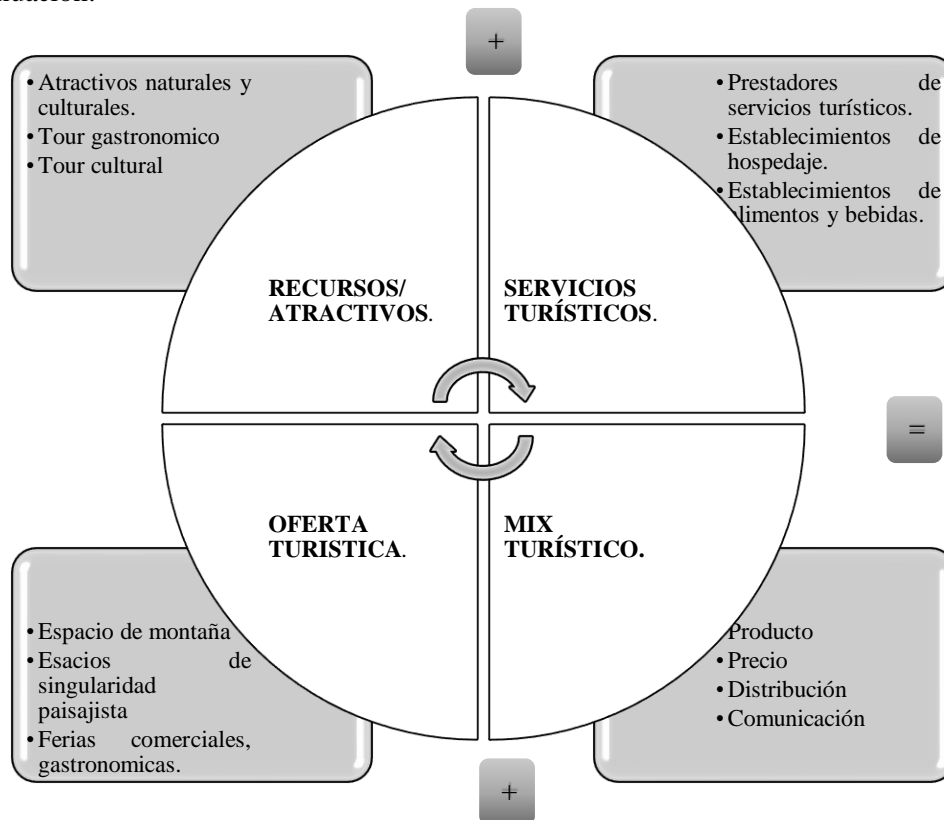 +
• Atractivos naturales y
culturales.
• Tour gastronomico
• Tour cultural
• Prestadores de
servicios turísticos.
• Establecimientos de
hospedaje.
• Establecimientos de
alimentos y bebidas.
RECURSOS/
ATRACTIVOS.
SERVICIOS
TURÍSTICOS.
=
OFERTA
TURISTICA.
MIX
TURÍSTICO.
• Espacio de montaña
• Esacios de
singularidad
paisajista
• Ferias comerciales,
gastronomicas.
Producto
• Precio
• Distribución
• Comunicación
+